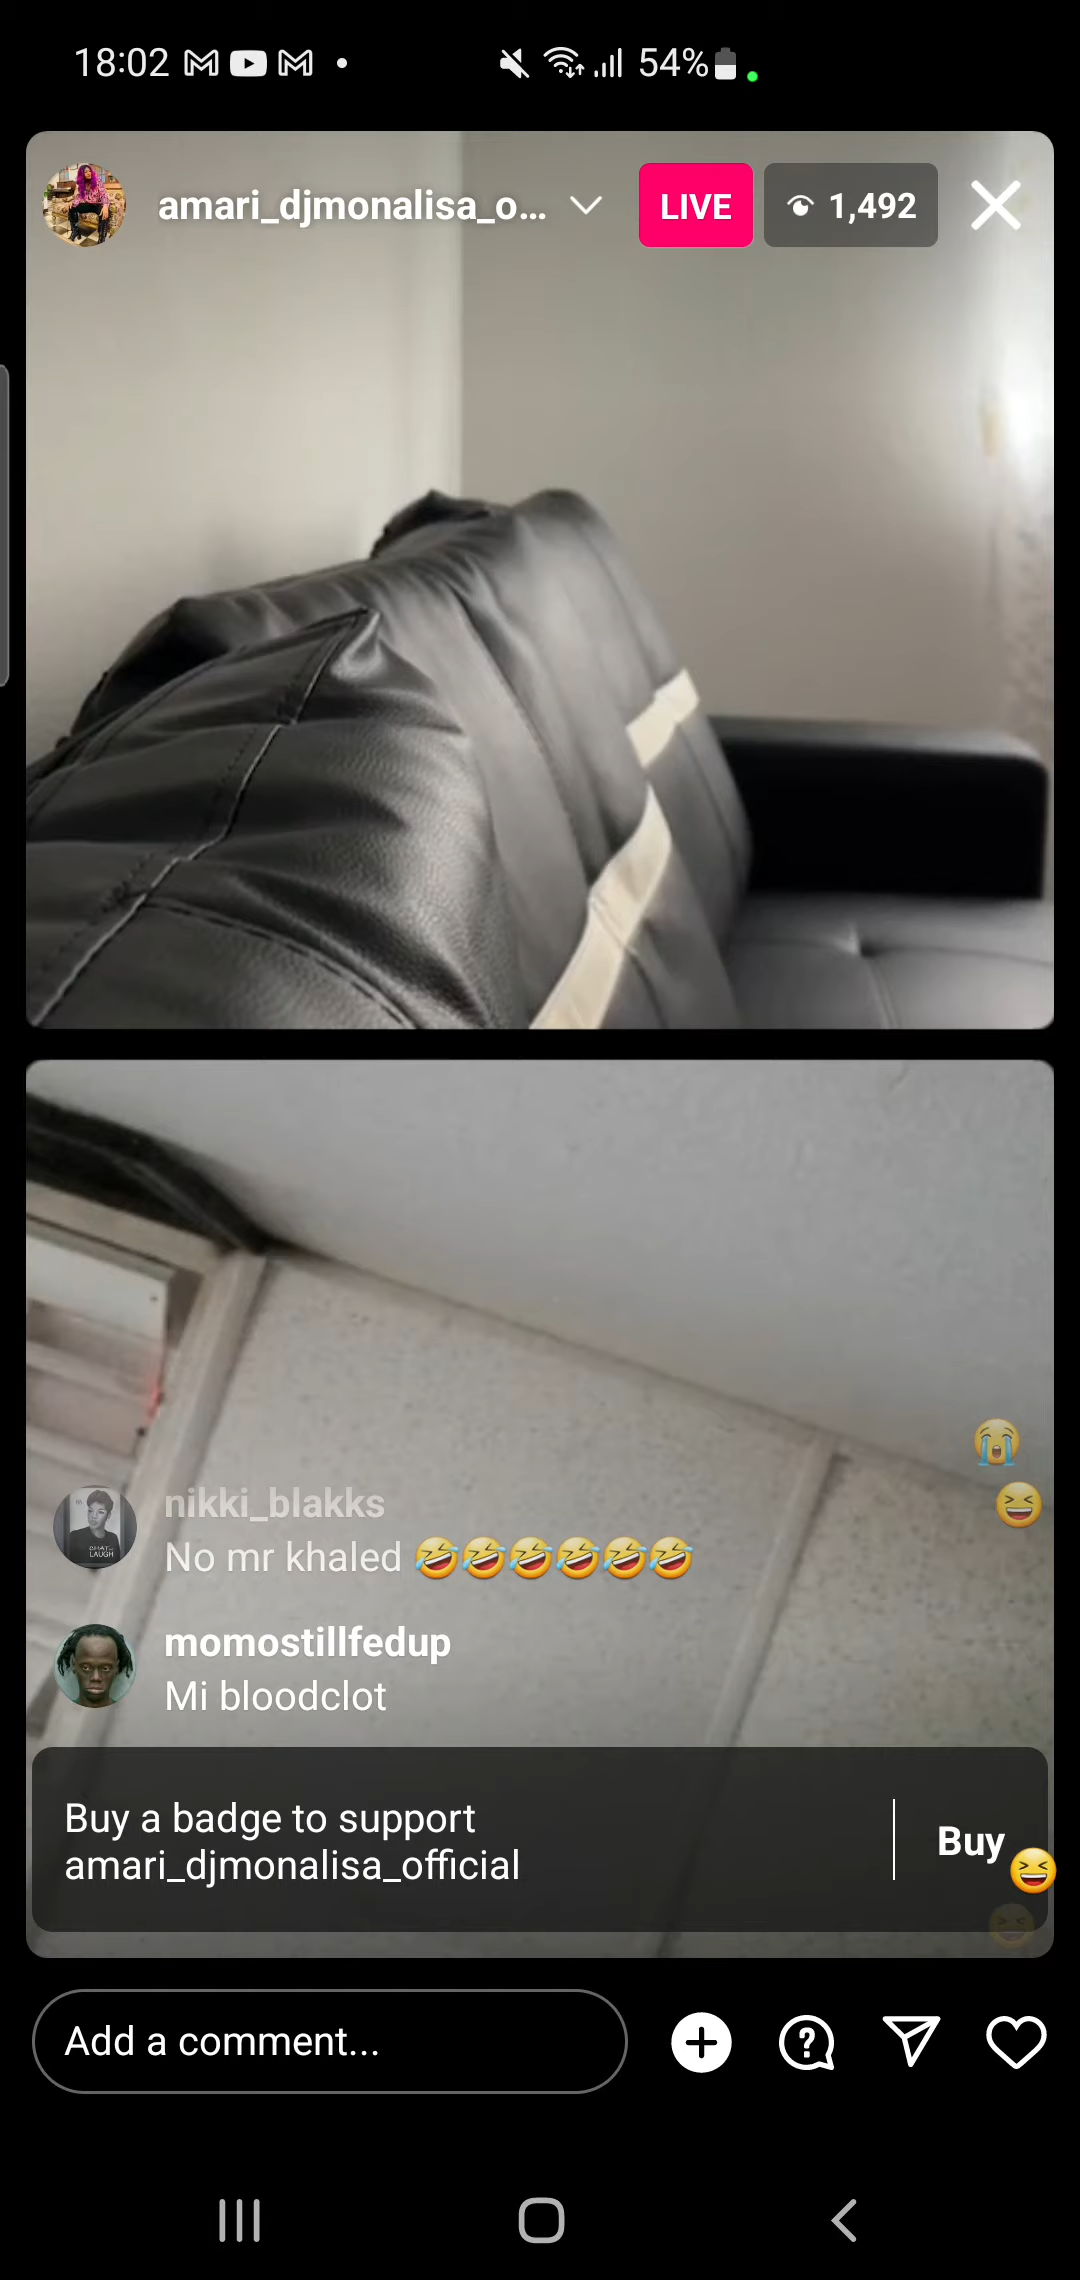 18:02
54%
amari_djmonalisa_o...
LIVE
1,492
nikki_blakks
No mr khaled 🤣🤣🤣🤣🤣🤣
momostillfedup
Mi bloodclot
Buy a badge to support
amari_djmonalisa_official
Buy
Add a comment...